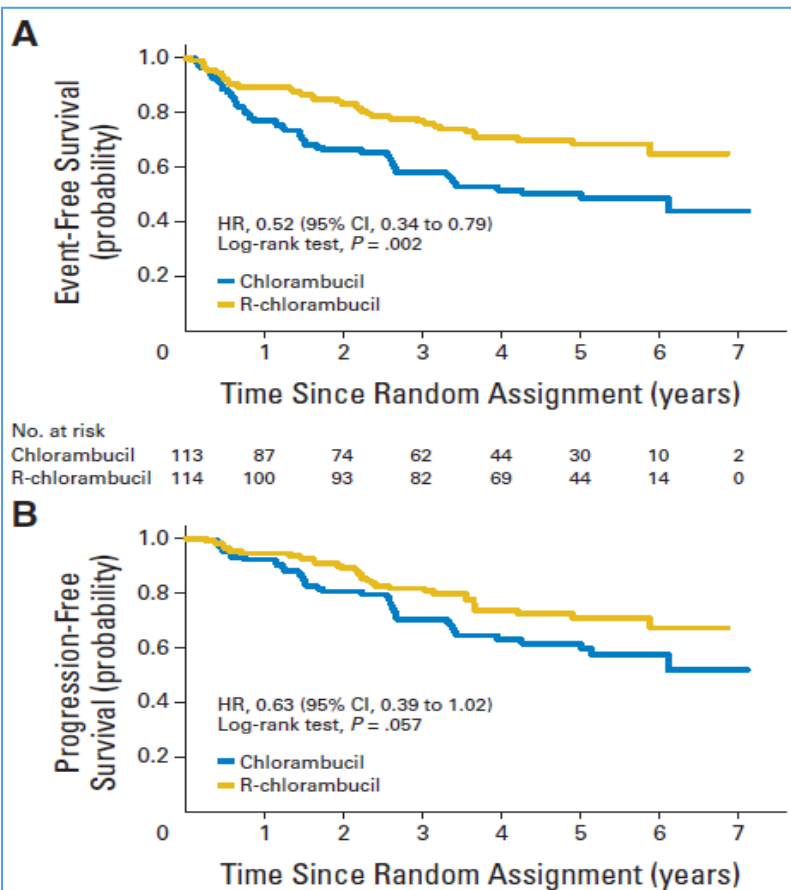 A
1.0
0.8
0.6
0.4
0.2
Event-Free Survival
(probability)
HR, 0.52 (95% CI, 0.34 to 0.79)
Log-rank test, P = .002
Chlorambucil
R-chlorambucil
0 1 2 3 4 5 6 7
Time Since Random Assignment (years)
No. at risk
Chlorambucil 113 87 74 62 44 30 10 2
R-chlorambucil 114 100 93 82 69 44 14 0
B
1.0
0.8
0.6
0.4
0.2
Progression-Free
Survival (probability)
HR, 0.63 (95% CI, 0.39 to 1.02)
Log-rank test, P = .057
Chlorambucil
R-chlorambucil
0 1 2 3 4 5 6 7
Time Since Random Assignment (years)